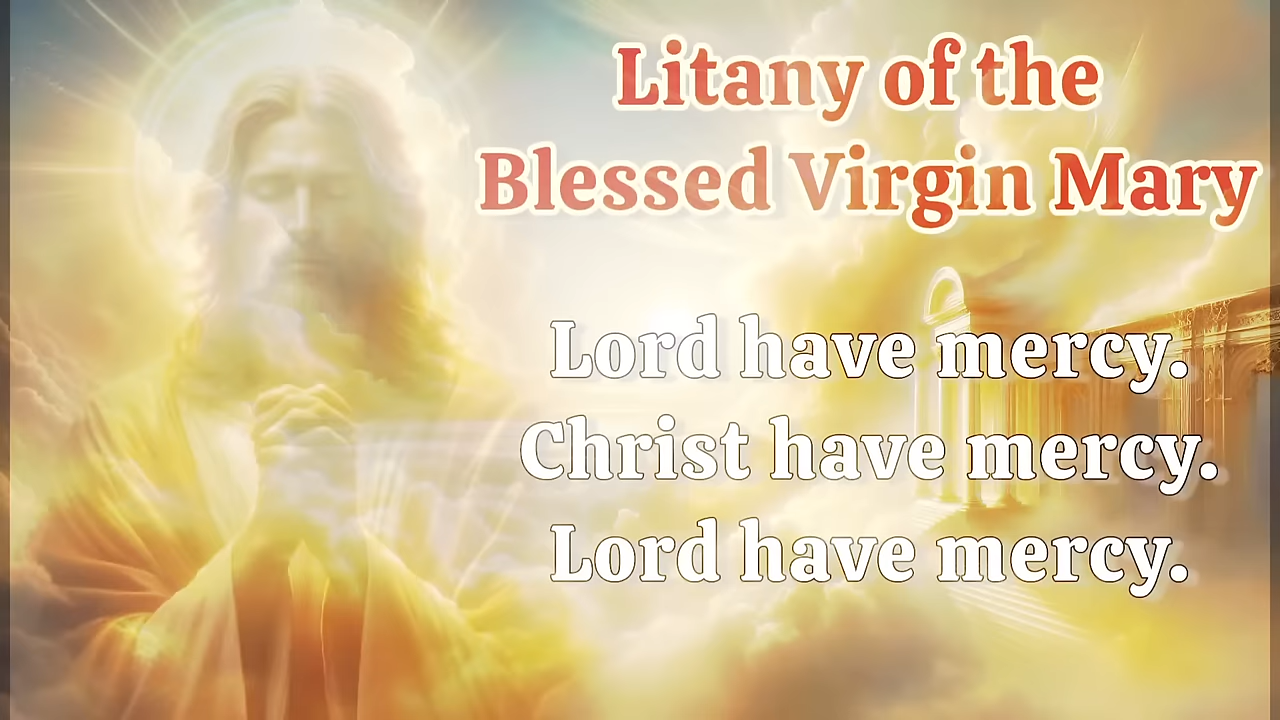 Litany of the
Blessed Virgin Mary
Lord have mercy.
Christ have mercy.
Lord have mercy.